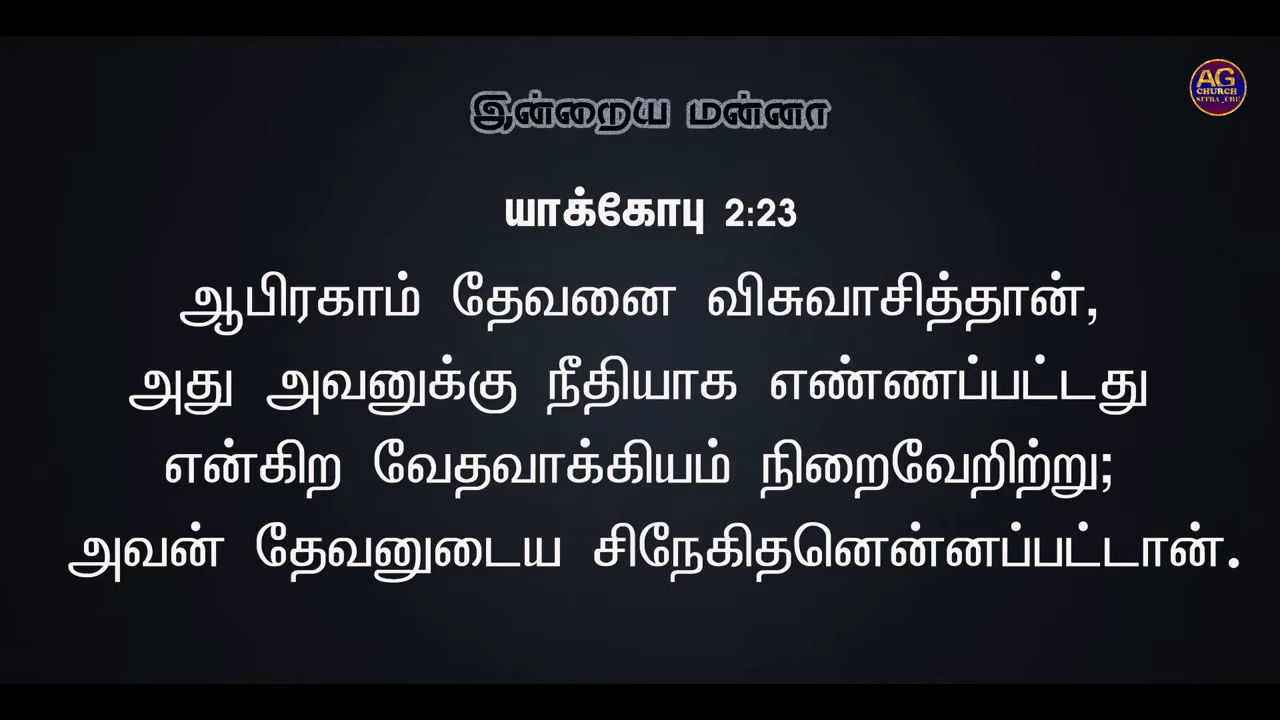 AG
CHURCH
SITRA_CBE
இன்றைய மன்னா
யாக்கோபு 2:23
ஆபிரகாம் தேவனை விசுவாசித்தான்,
அது அவனுக்கு நீதியாக எண்ணப்பட்டது
என்கிற வேதவாக்கியம் நிறைவேறிற்று;
அவன் தேவனுடைய சிநேகிதனென்னப்பட்டான்.